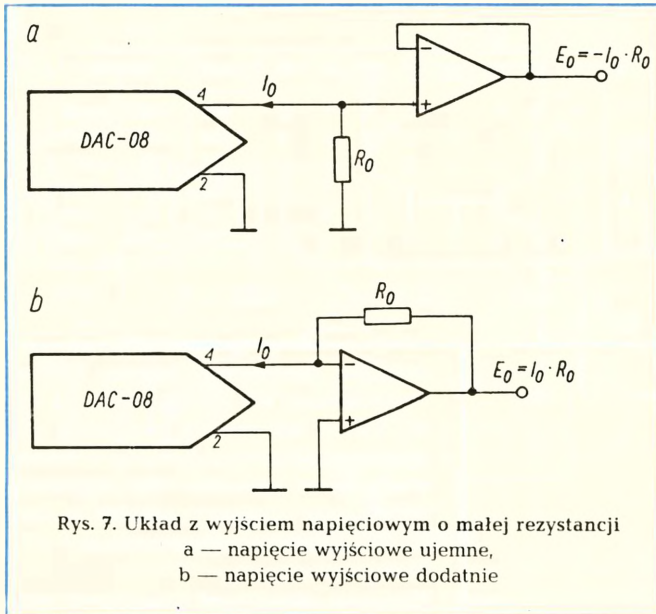 a
4
I₀
DAC-08
2
R₀
−
+
E₀=-I₀·R₀
b
R₀
4
I₀
DAC-08
2
−
+
E₀=I₀·R₀
Rys. 7. Układ z wyjściem napięciowym o małej rezystancji
a — napięcie wyjściowe ujemne,
b — napięcie wyjściowe dodatnie